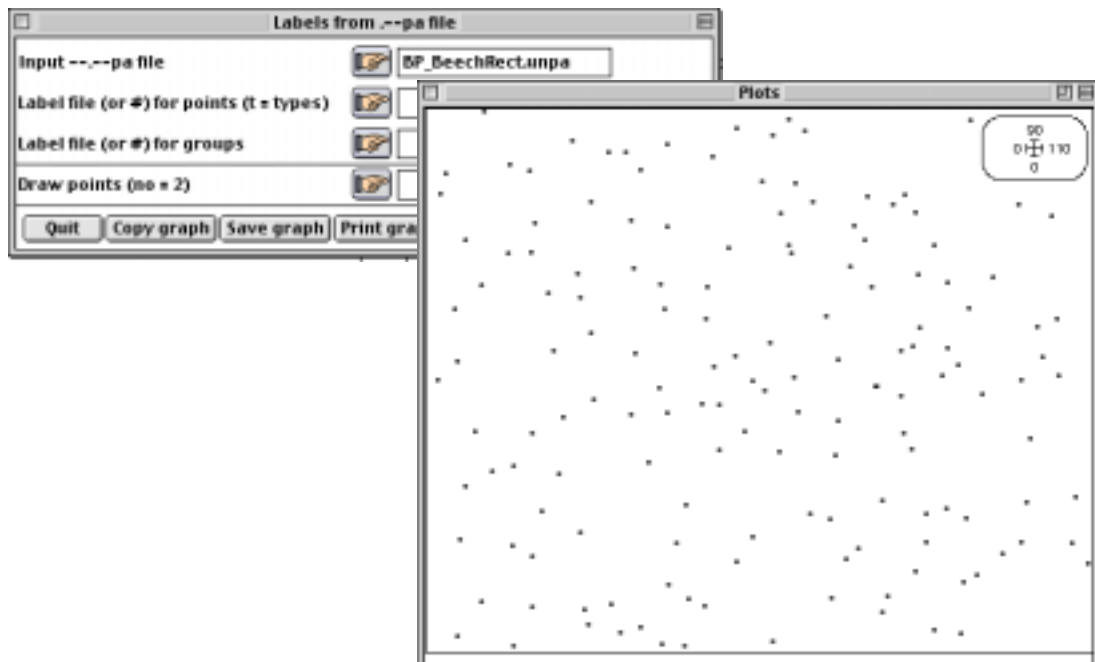 Labels from .--pa file
Input --.--pa file
BP_BeechRect.unpa
Label file (or #) for points (t = types)
Label file (or #) for groups
Draw points (no = 2)
Quit Copy graph Save graph Print gra
Plots
90
0 110
0